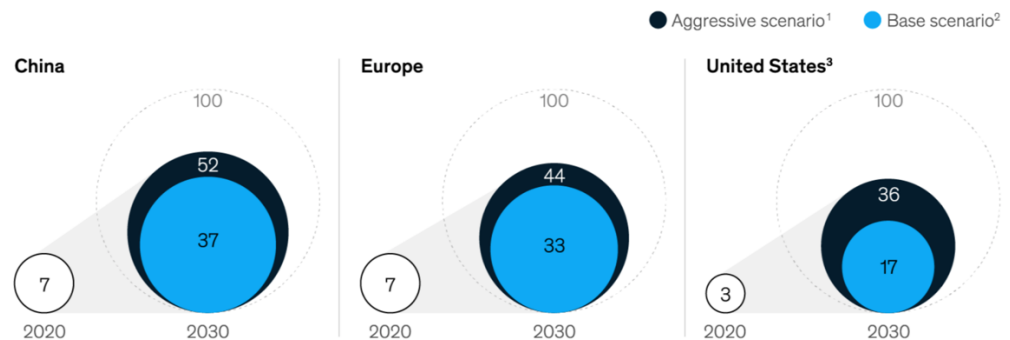 Aggressive scenario¹ Base scenario²
China Europe United States³
100 100 100
52 44 36
37 33 17
7 7 3
2020 2030 2020 2030 2020 2030